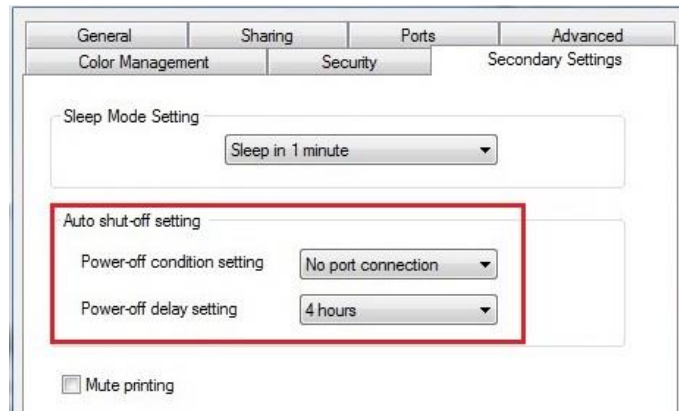 General Sharing Ports Advanced
Color Management Security Secondary Settings
Sleep Mode Setting
Sleep in 1 minute
Auto shut-off setting
Power-off condition setting No port connection
Power-off delay setting 4 hours
Mute printing